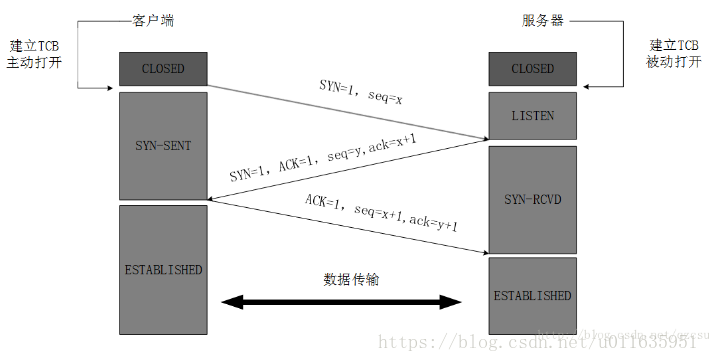 客户端
服务器
建立TCB
主动打开
建立TCB
被动打开
CLOSED
CLOSED
SYN=1, seq=x
LISTEN
SYN-SENT
SYN=1, ACK=1, seq=y,ack=x+1
SYN-RCVD
ACK=1, seq=x+1,ack=y+1
ESTABLISHED
数据传输
ESTABLISHED
https://blog.csdn.net/u011635951